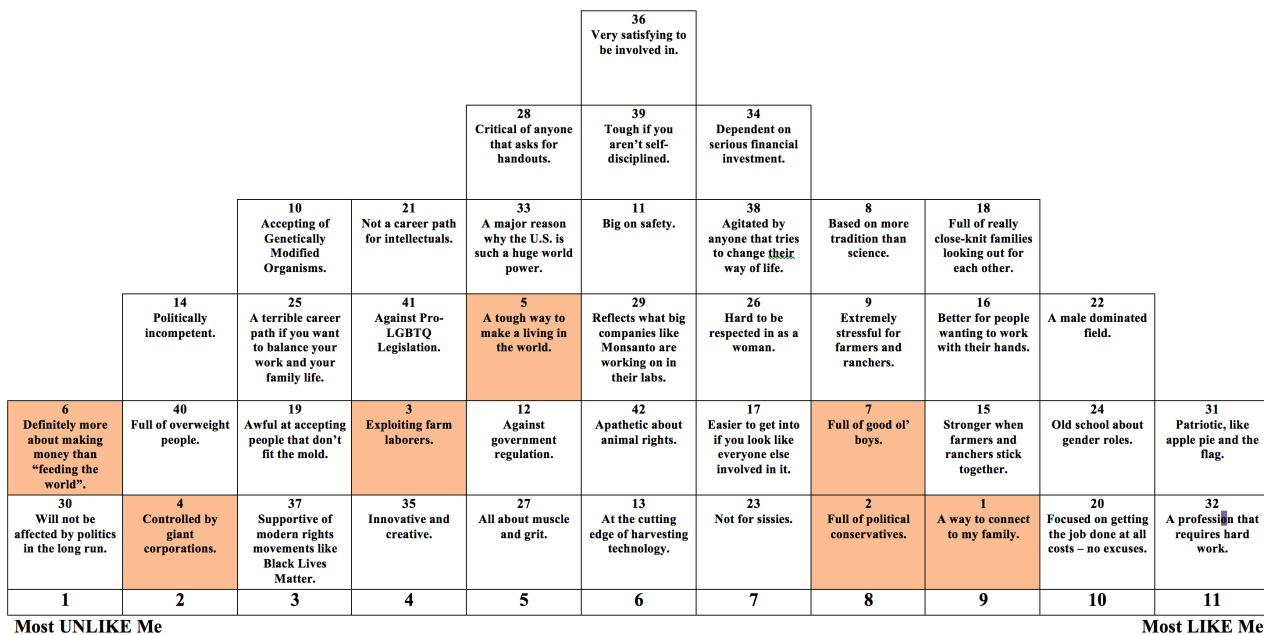 36
Very satisfying to
be involved in.
28
Critical of anyone
that asks for
handouts.
39
Tough if you
aren’t self-
disciplined.
34
Dependent on
serious financial
investment.
10
Accepting of
Genetically
Modified
Organisms.
21
Not a career path
for intellectuals.
33
A major reason
why the U.S. is
such a huge world
power.
11
Big on safety.
38
Agitated by
anyone that tries
to change their
way of life.
8
Based on more
tradition than
science.
18
Full of really
close-knit families
looking out for
each other.
14
Politically
incompetent.
25
A terrible career
path if you want
to balance your
work and your
family life.
41
Against Pro-
LGBTQ
Legislation.
5
A tough way to
make a living in
the world.
29
Reflects what big
companies like
Monsanto are
working on in
their labs.
26
Hard to be
respected in as a
woman.
9
Extremely
stressful for
farmers and
ranchers.
16
Better for people
wanting to work
with their hands.
22
A male dominated
field.
6
Definitely more
about making
money than
“feeding the
world”.
40
Full of overweight
people.
19
Awful at accepting
people that don’t
fit the mold.
3
Exploiting farm
laborers.
12
Against
government
regulation.
42
Apathetic about
animal rights.
17
Easier to get into
if you look like
everyone else
involved in it.
7
Full of good ol’
boys.
15
Stronger when
farmers and
ranchers stick
together.
24
Old school about
gender roles.
31
Patriotic, like
apple pie and the
flag.
30
Will not be
affected by politics
in the long run.
4
Controlled by
giant
corporations.
37
Supportive of
modern rights
movements like
Black Lives
Matter.
35
Innovative and
creative.
27
All about muscle
and grit.
13
At the cutting
edge of harvesting
technology.
23
Not for sissies.
2
Full of political
conservatives.
1
A way to connect
to my family.
20
Focused on getting
the job done at all
costs – no excuses.
32
A profession that
requires hard
work.
1 2 3 4 5 6 7 8 9 10 11
Most UNLIKE Me Most LIKE Me